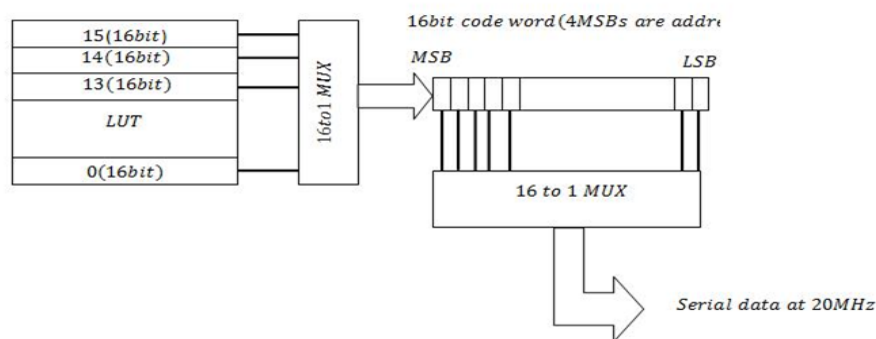 15(16bit)
14(16bit)
13(16bit)
LUT
0(16bit)
16to1 MUX
16bit code word(4MSBs are
MSB
LSB
16 to 1 MUX
Serial data at 20MHz